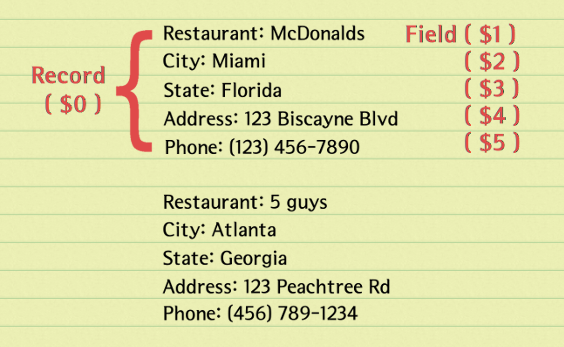 Restaurant: McDonalds Field ( $1 )
City: Miami ( $2 )
State: Florida ( $3 )
Record
( $0 )
Address: 123 Biscayne Blvd ( $4 )
Phone: (123) 456-7890 ( $5 )
Restaurant: 5 guys
City: Atlanta
State: Georgia
Address: 123 Peachtree Rd
Phone: (456) 789-1234